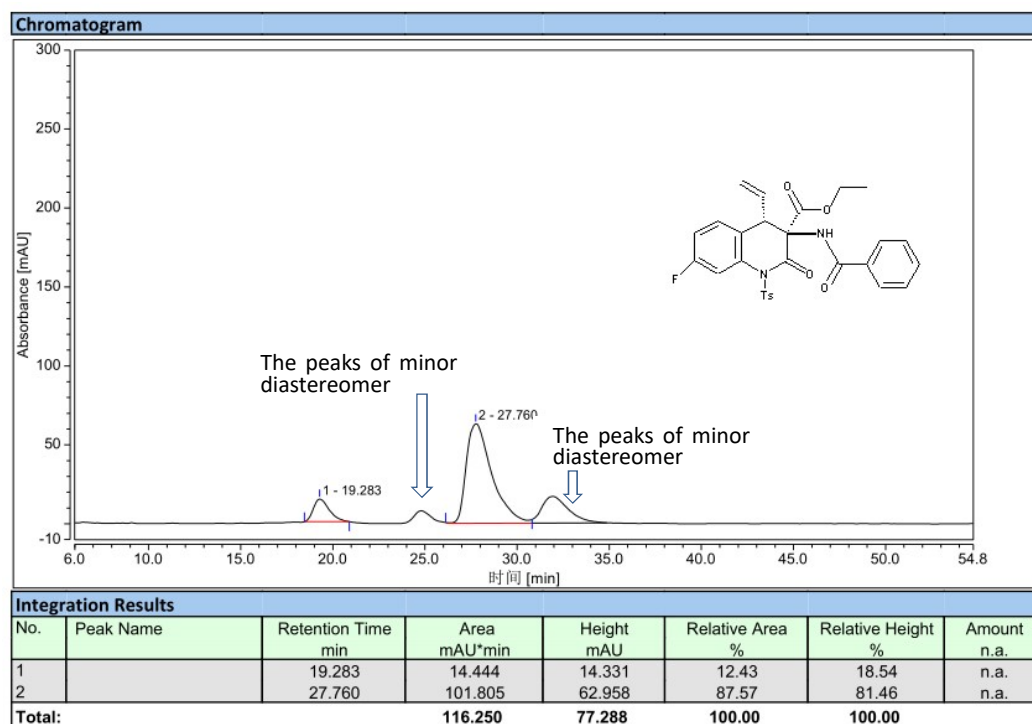 Chromatogram
300
250
200
150
100
50
-10
Absorbance [mAU]
The peaks of minor
diastereomer
1 - 19.283
2 - 27.760
The peaks of minor
diastereomer
O
O
NH
F
N
O
Ts
O
6.0 10.0 15.0 20.0 25.0 30.0 35.0 40.0 45.0 50.0 54.8
时间 [min]
Integration Results
No. Peak Name Retention Time Area Height Relative Area Relative Height Amount
min mAU*min mAU % % n.a.
1 19.283 14.444 14.331 12.43 18.54 n.a.
2 27.760 101.805 62.958 87.57 81.46 n.a.
Total: 116.250 77.288 100.00 100.00